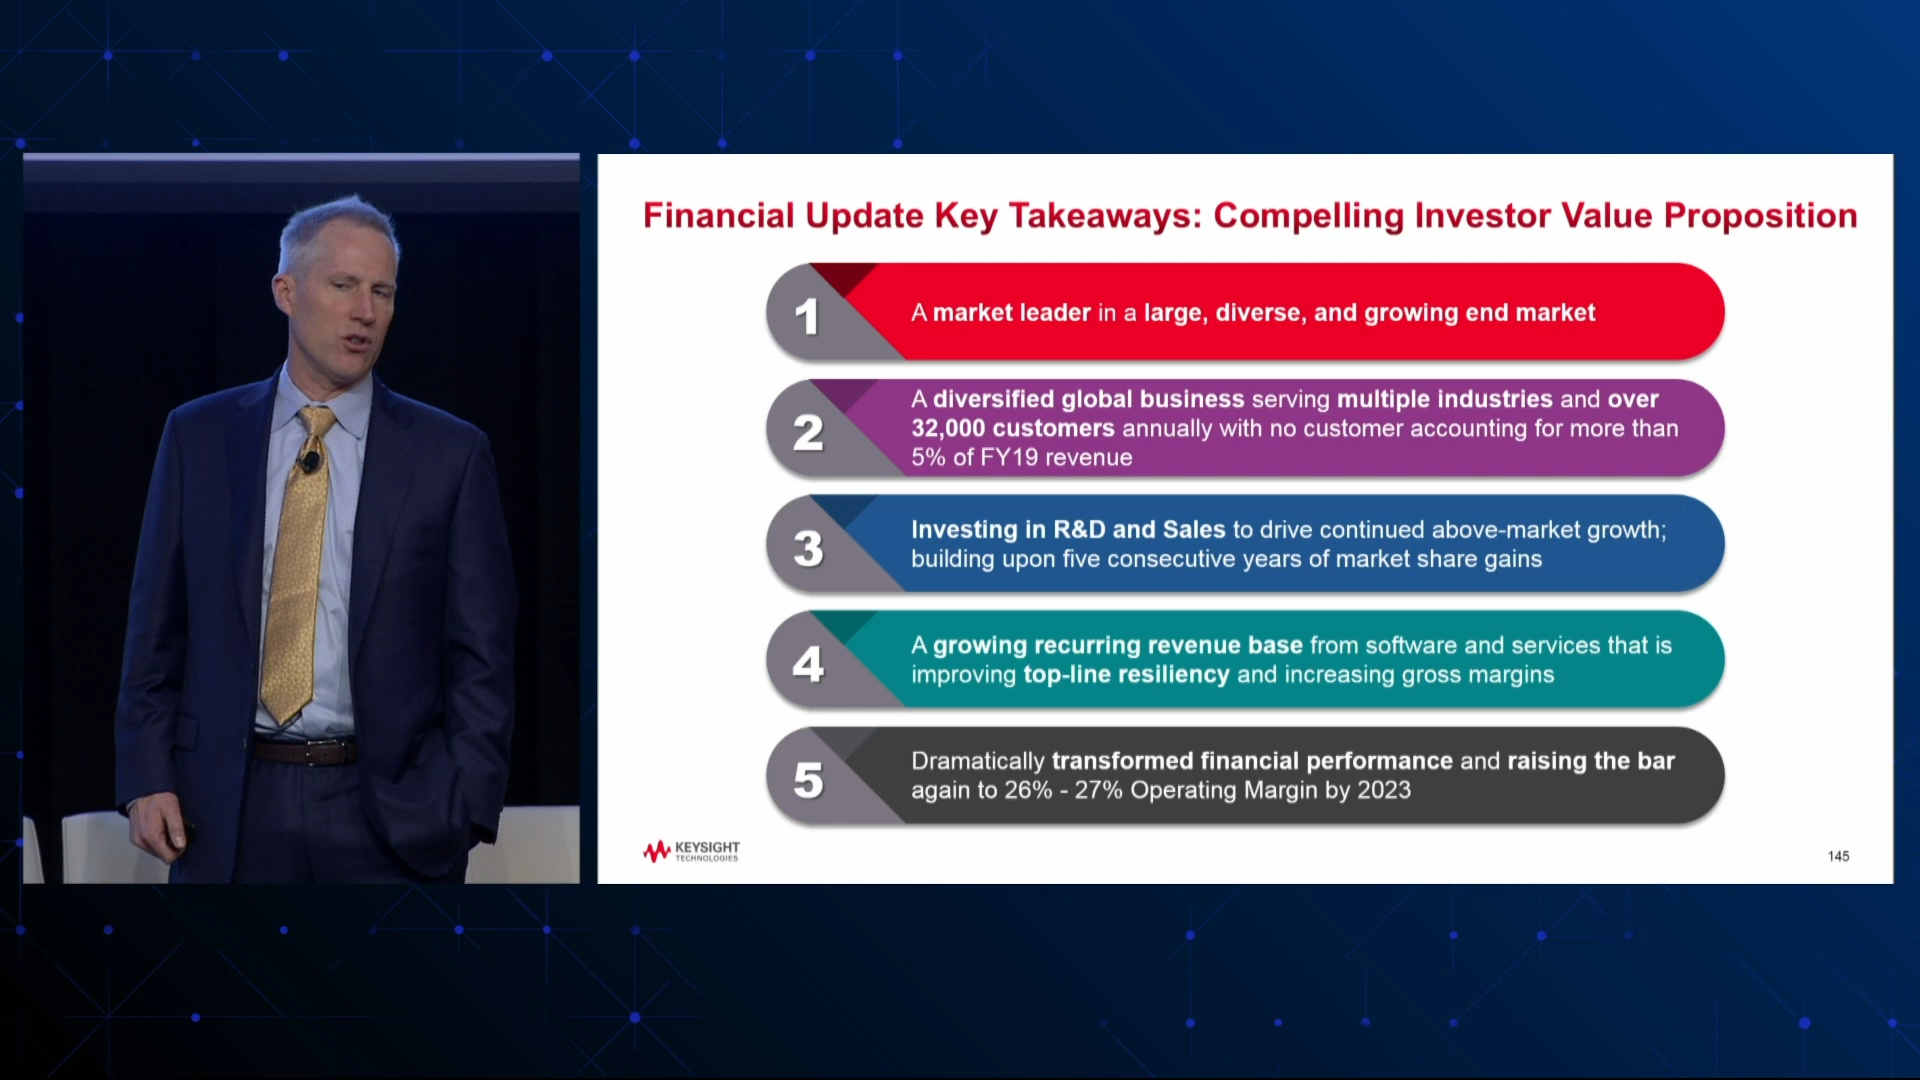 Financial Update Key Takeaways: Compelling Investor Value Proposition
1
A market leader in a large, diverse, and growing end market
2
A diversified global business serving multiple industries and over
32,000 customers annually with no customer accounting for more than
5% of FY19 revenue
3
Investing in R&D and Sales to drive continued above-market growth;
building upon five consecutive years of market share gains
4
A growing recurring revenue base from software and services that is
improving top-line resiliency and increasing gross margins
5
Dramatically transformed financial performance and raising the bar
again to 26% - 27% Operating Margin by 2023
KEYSIGHT
TECHNOLOGIES
145